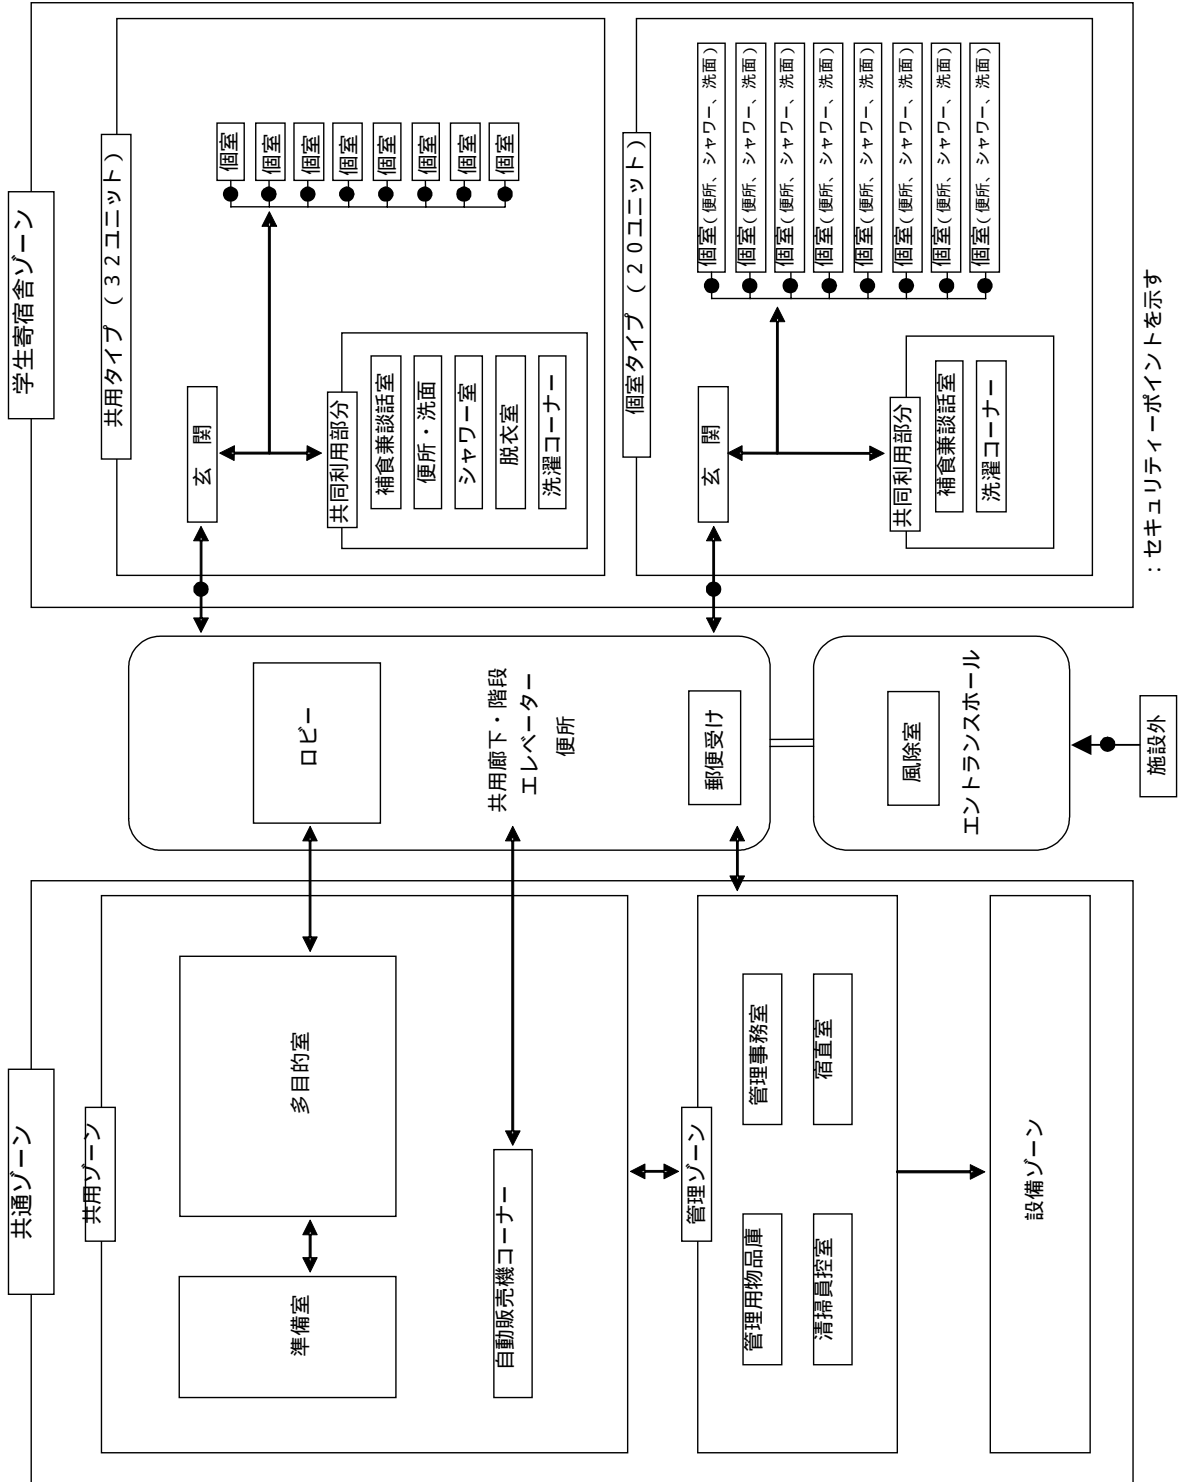 共通ゾーン
共用ゾーン
準備室
多目的室
自動販売機コーナー
管理ゾーン
管理用物品庫
管理事務室
清掃員控室
宿直室
設備ゾーン
ロビー
共用廊下・階段
エレベーター
便所
郵便受け
風除室
エントランスホール
施設外
学生寄宿舎ゾーン
共用タイプ（32ユニット）
玄　関
共同利用部分
補食兼談話室
便所・洗面
シャワー室
脱衣室
洗濯コーナー
個室
個室
個室
個室
個室
個室
個室
個室
個室タイプ（20ユニット）
玄　関
共同利用部分
補食兼談話室
洗濯コーナー
個室（便所、シャワー、洗面）
個室（便所、シャワー、洗面）
個室（便所、シャワー、洗面）
個室（便所、シャワー、洗面）
個室（便所、シャワー、洗面）
個室（便所、シャワー、洗面）
個室（便所、シャワー、洗面）
個室（便所、シャワー、洗面）
：セキュリティーポイントを示す